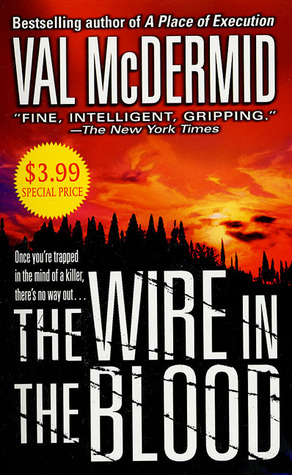 Bestselling author of A Place of Execution
VAL McDERMID
"FINE, INTELLIGENT, GRIPPING."
—The New York Times
$3.99
SPECIAL PRICE
Once you're trapped
in the mind of a killer,
there's no way out . . .
THE WIRE IN
THE BLOOD